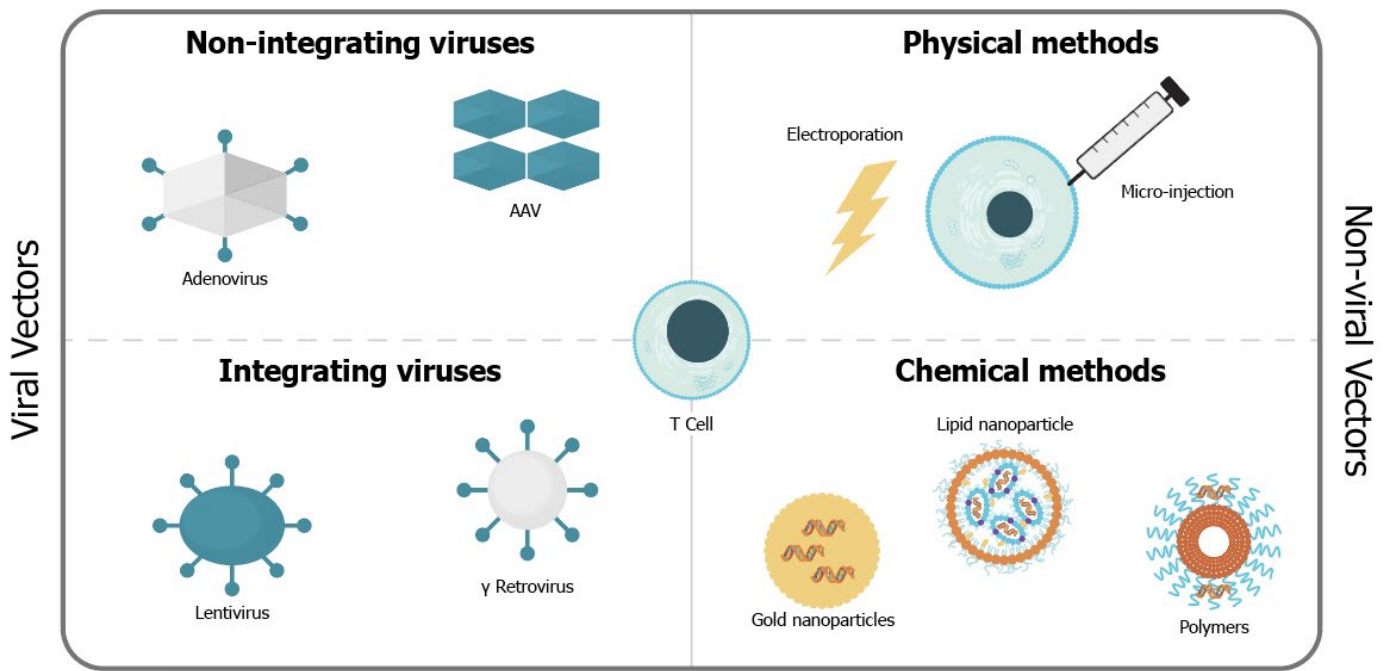 Viral Vectors
Non-integrating viruses
Adenovirus
AAV
Physical methods
Electroporation
Micro-injection
Integrating viruses
Lentivirus
γ Retrovirus
T Cell
Chemical methods
Lipid nanoparticle
Gold nanoparticles
Polymers
Non-viral Vectors